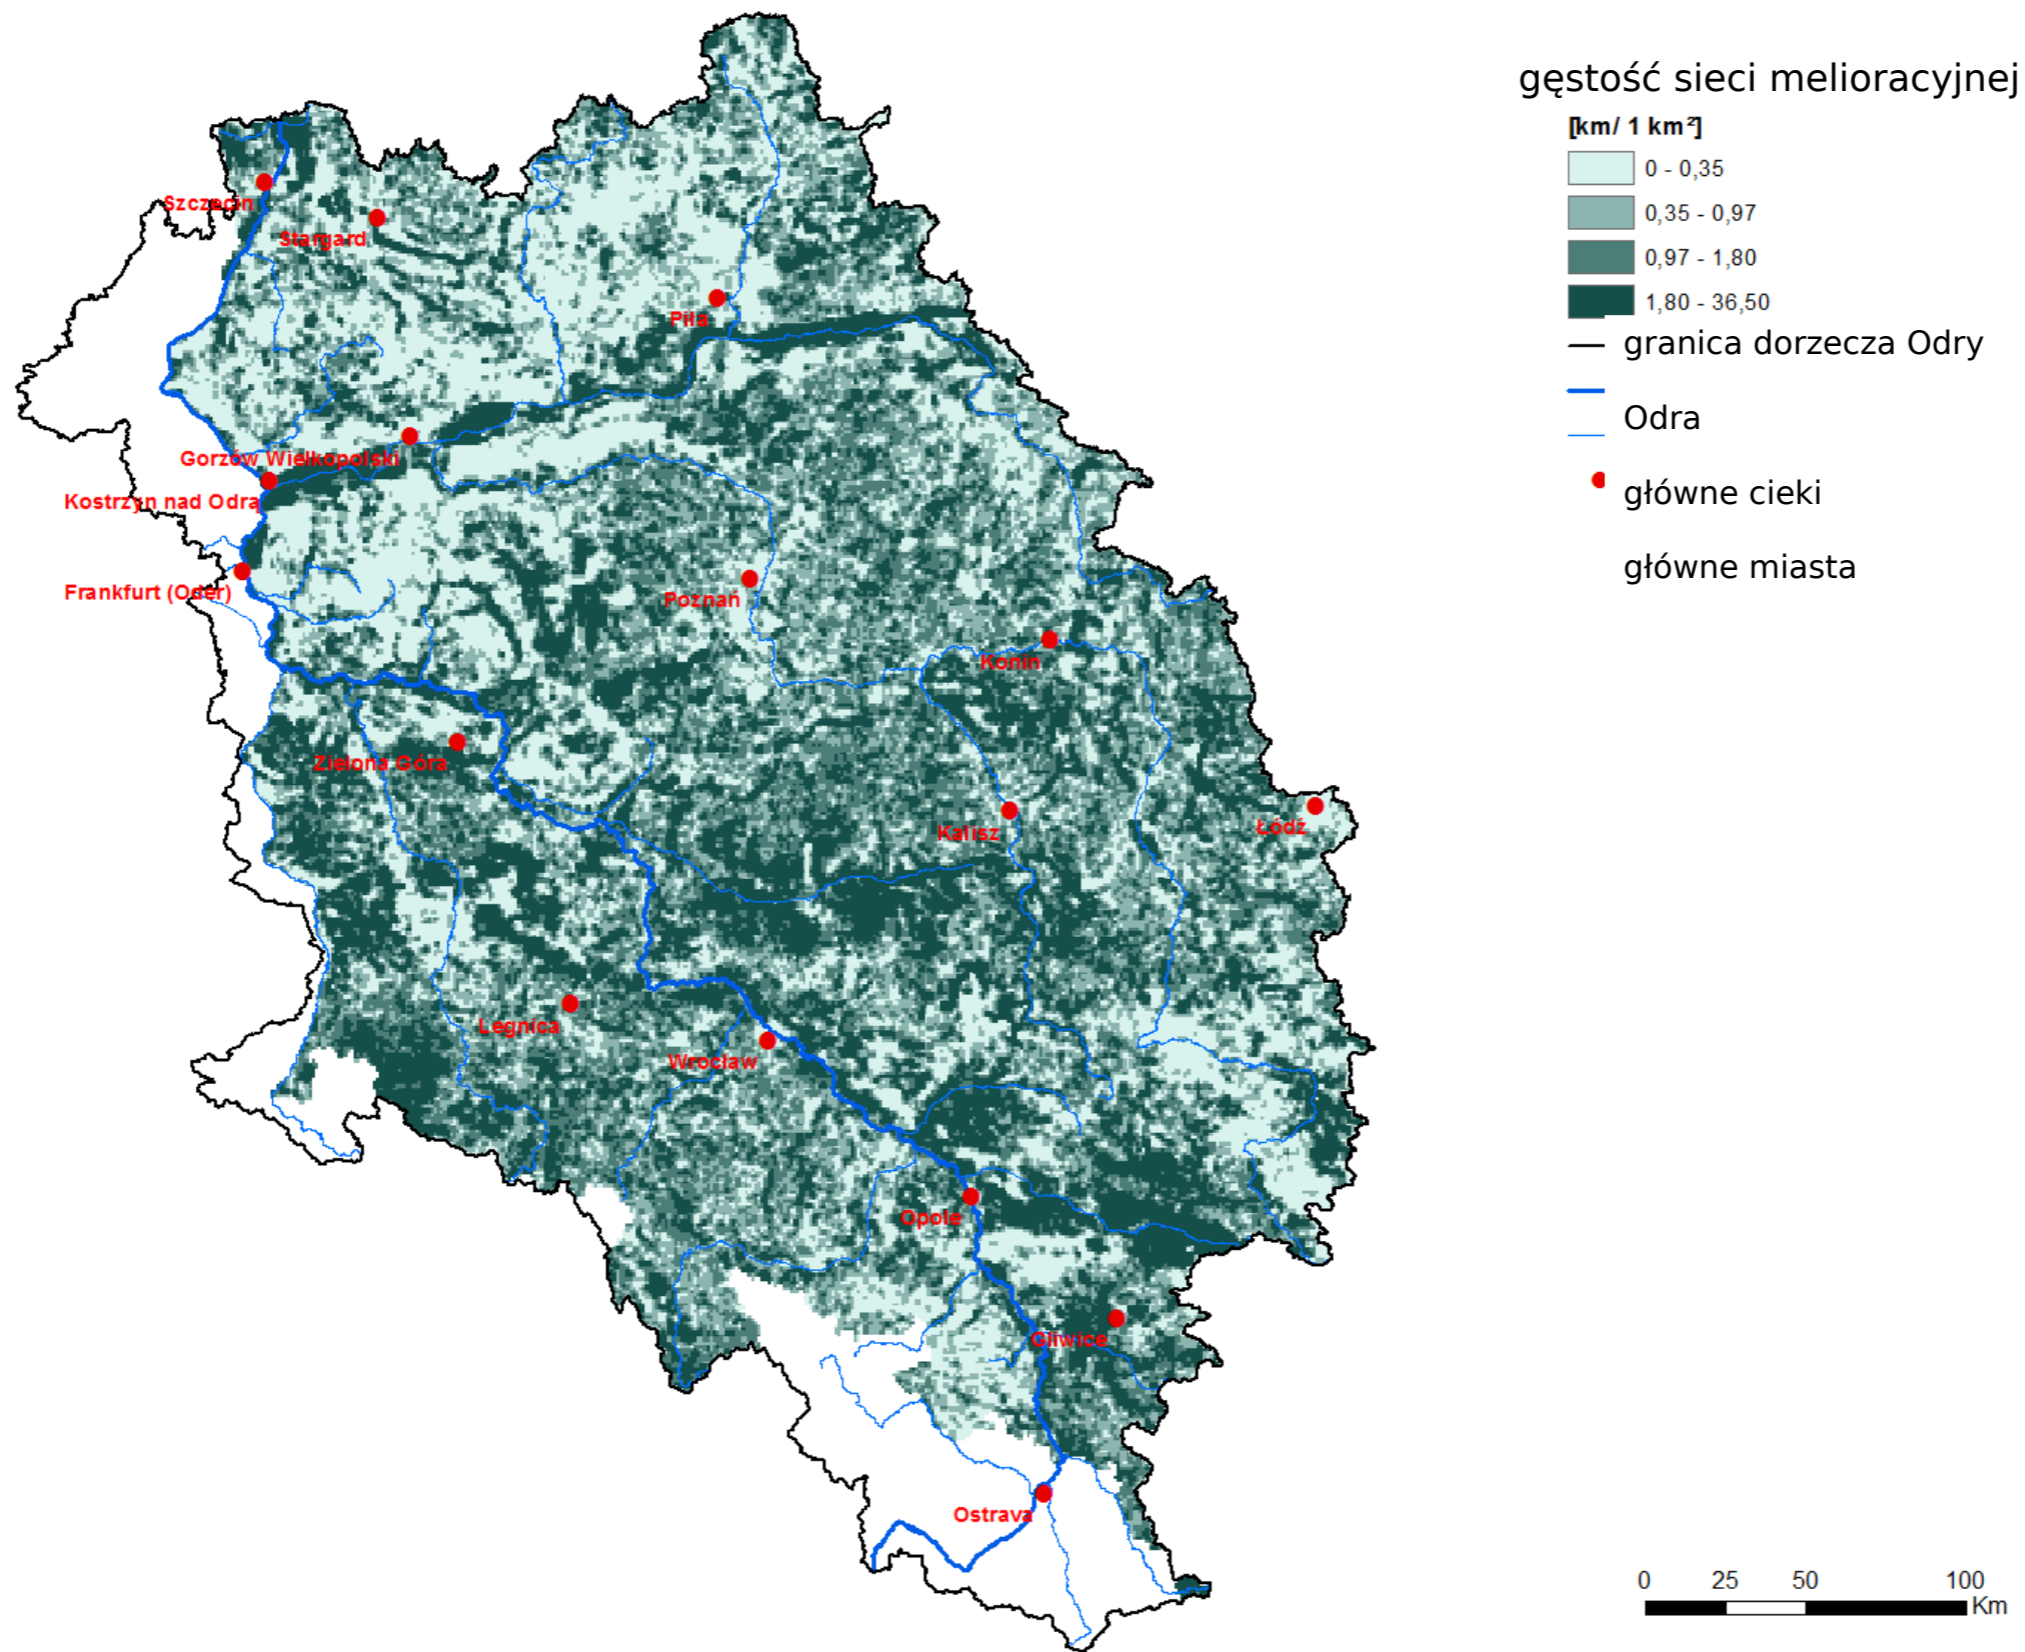 gęstość sieci melioracyjnej
[km/ 1 km²]
0 - 0,35
0,35 - 0,97
0,97 - 1,80
1,80 - 36,50
granica dorzecza Odry
Odra
główne cieki
główne miasta
Szczecin
Stargard
Piła
Gorzów Wielkopolski
Kostrzyn nad Odrą
Frankfurt (Oder)
Poznań
Konin
Zielona Góra
Kalisz
Łódź
Legnica
Wrocław
Opole
Gliwice
Ostrava
0 25 50 100
Km